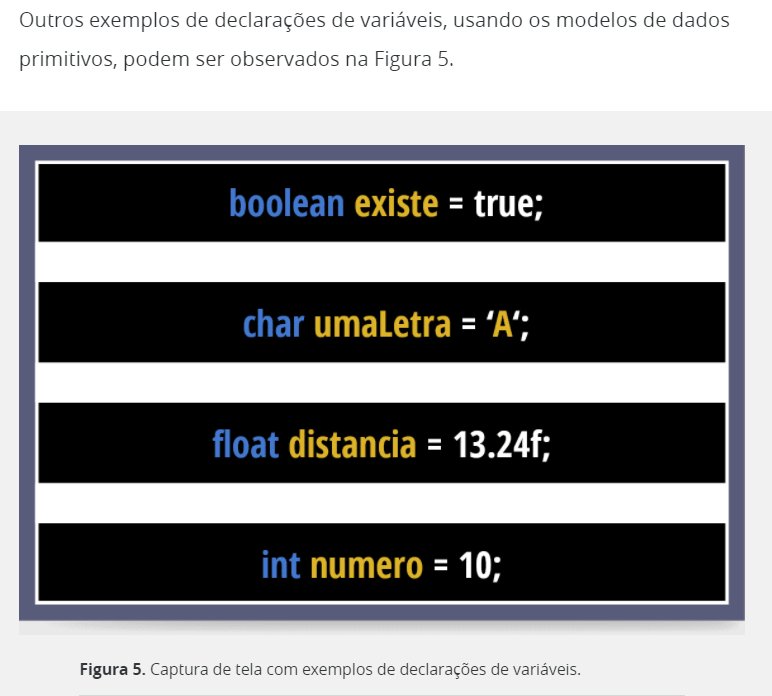 Outros exemplos de declarações de variáveis, usando os modelos de dados
primitivos, podem ser observados na Figura 5.
boolean existe = true;
char umaLetra = ‘A‘;
float distancia = 13.24f;
int numero = 10;
Figura 5. Captura de tela com exemplos de declarações de variáveis.